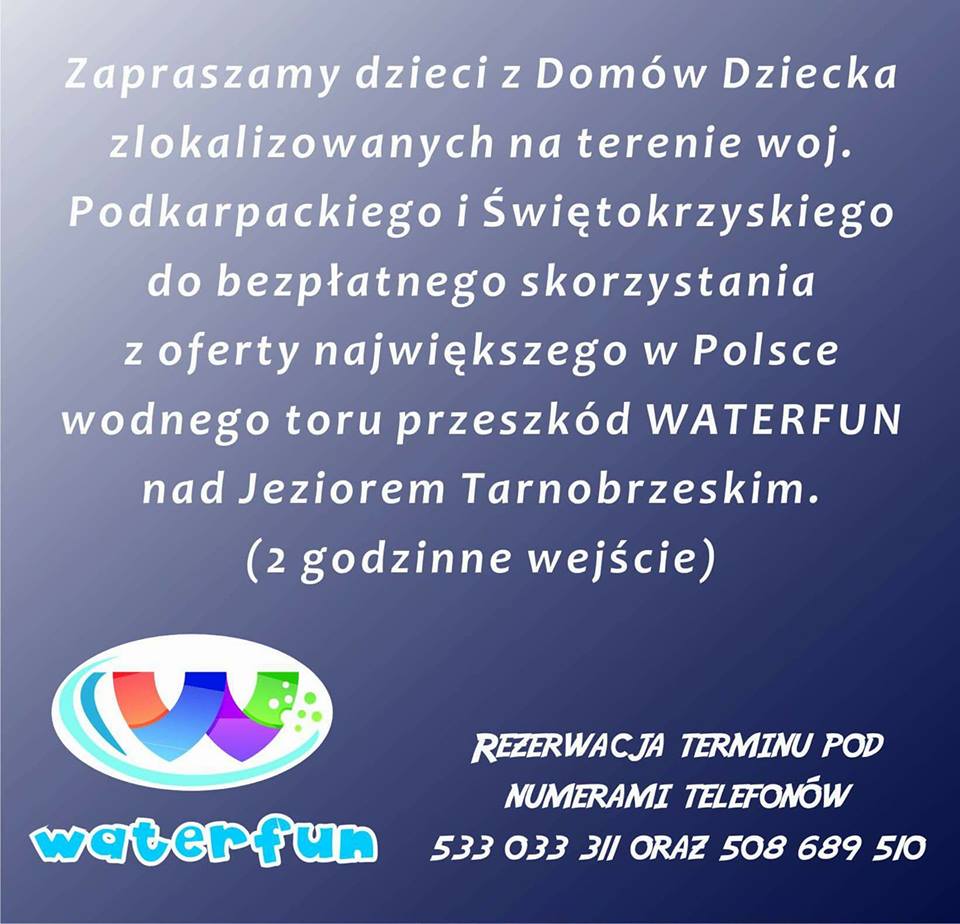 Zapraszamy dzieci z Domów Dziecka
zlokalizowanych na terenie woj.
Podkarpackiego i Świętokrzyskiego
do bezpłatnego skorzystania
z oferty największego w Polsce
wodnego toru przeszkód WATERFUN
nad Jeziorem Tarnobrzeskim.
(2 godzinne wejście)
waterfun
REZERWACJA TERMINU POD
NUMERAMI TELEFONÓW
533 033 311 ORAZ 508 689 510